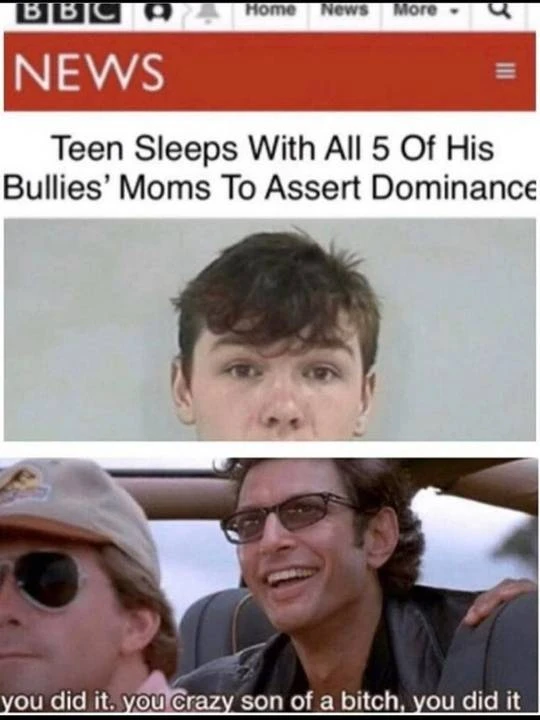 BBC Home News More
NEWS
Teen Sleeps With All 5 Of His
Bullies' Moms To Assert Dominance
you did it. you crazy son of a bitch, you did it